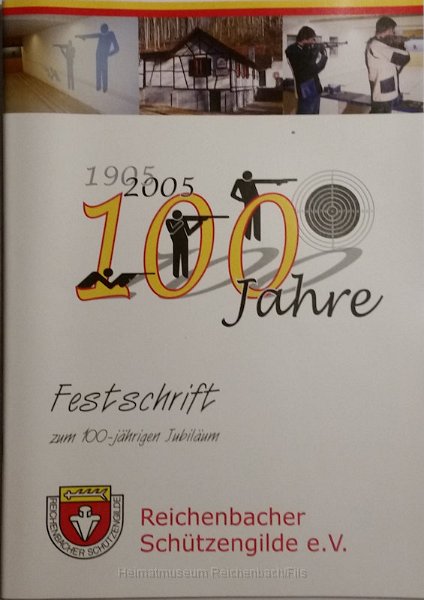 1905
2005
100
Jahre
Festschrift
zum 100-jährigen Jubiläum
REICHENBACHER SCHÜTZENGILDE
Reichenbacher
Schützengilde e.V.
Heimatmuseum Reichenbach/Fils